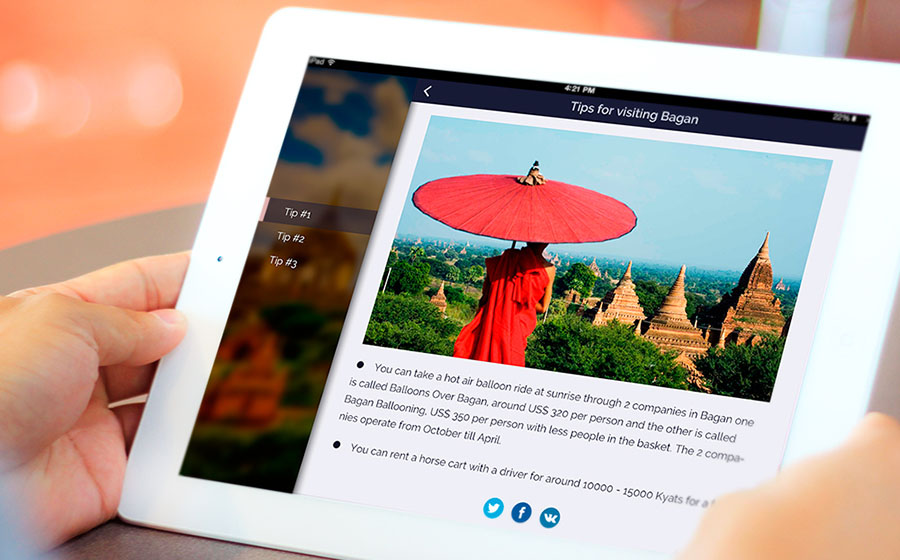 iPad
4:21 PM
22%
Tips for visiting Bagan
Tip #1
Tip #2
Tip #3
You can take a hot air balloon ride at sunrise through 2 companies in Bagan one
is called Balloons Over Bagan, around US$ 320 per person and the other is called
Bagan Ballooning, US$ 350 per person with less people in the basket. The 2 compa-
nies operate from October till April.
You can rent a horse cart with a driver for around 10000 - 15000 Kyats for a